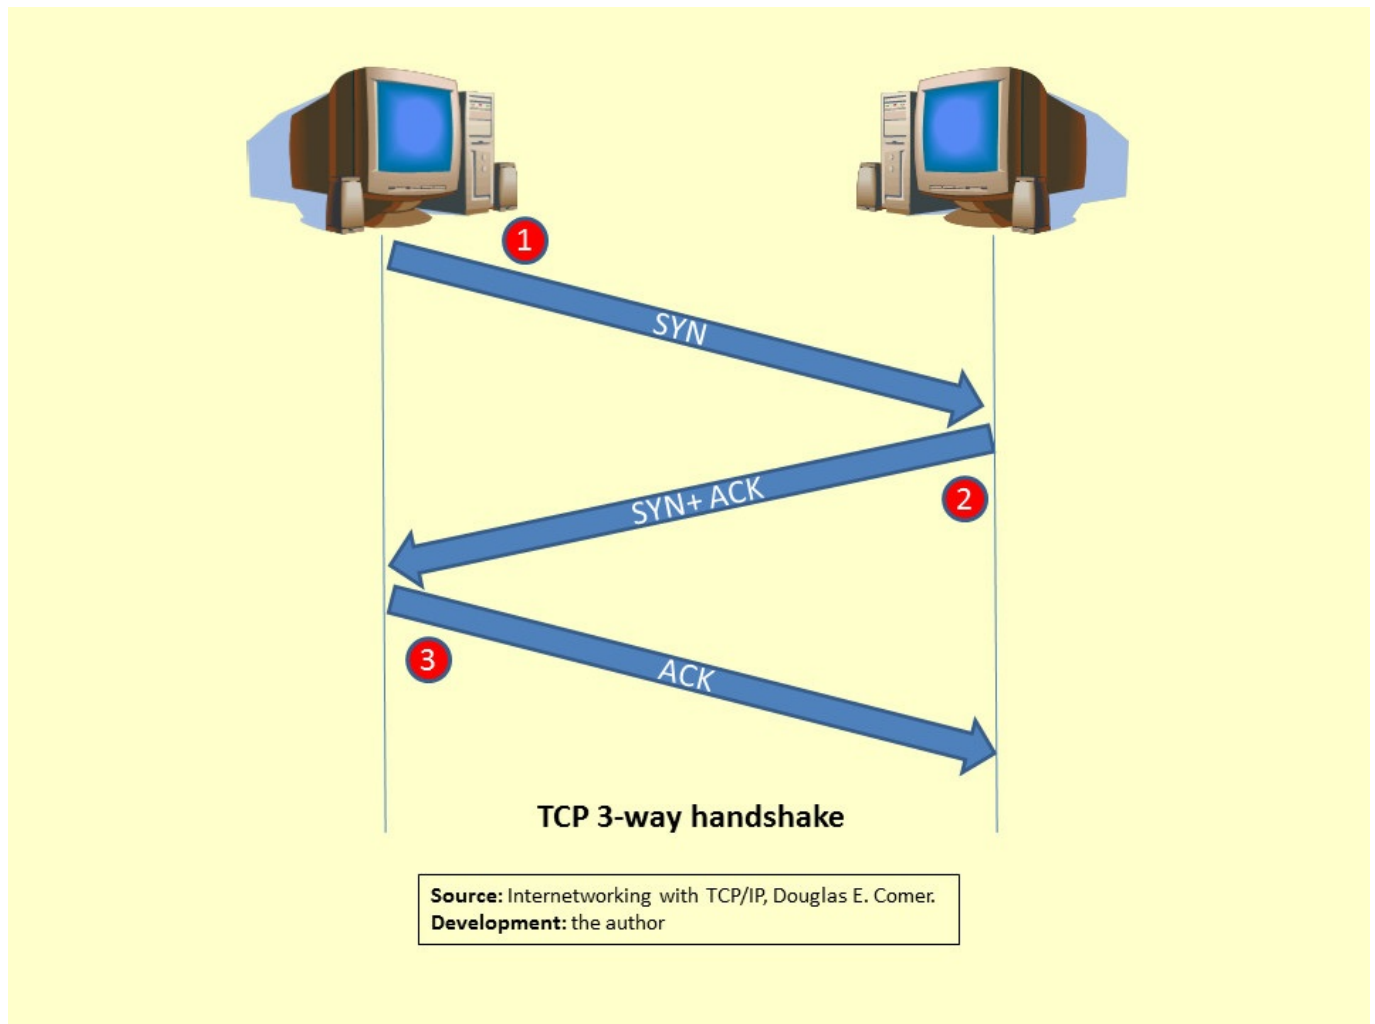 1
SYN
SYN+ ACK
2
3
ACK
TCP 3-way handshake
Source: Internetworking with TCP/IP, Douglas E. Comer.
Development: the author